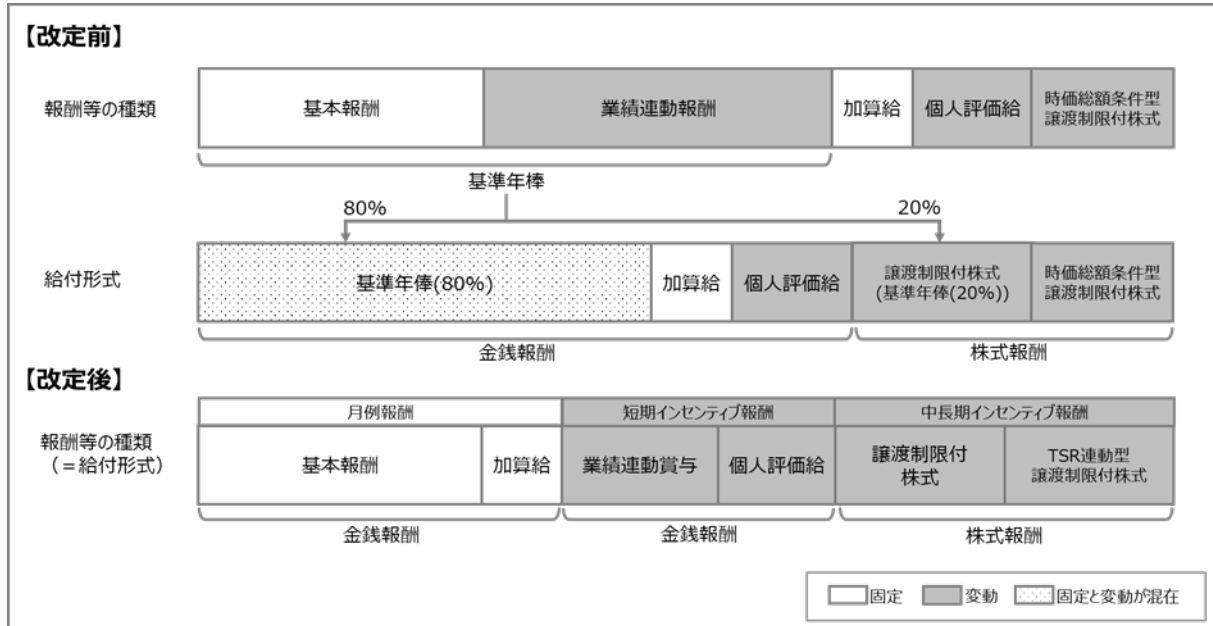 【改定前】
報酬等の種類
基本報酬
業績連動報酬
加算給
個人評価給
時価総額条件型
譲渡制限付株式
基準年棒
80%
20%
給付形式
基準年俸(80%)
加算給
個人評価給
譲渡制限付株式
(基準年俸(20%))
時価総額条件型
譲渡制限付株式
金銭報酬
株式報酬
【改定後】
月例報酬
短期インセンティブ報酬
中長期インセンティブ報酬
報酬等の種類
(=給付形式)
基本報酬
加算給
業績連動賞与
個人評価給
譲渡制限付
株式
TSR連動型
譲渡制限付株式
金銭報酬
金銭報酬
株式報酬
固定
変動
固定と変動が混在